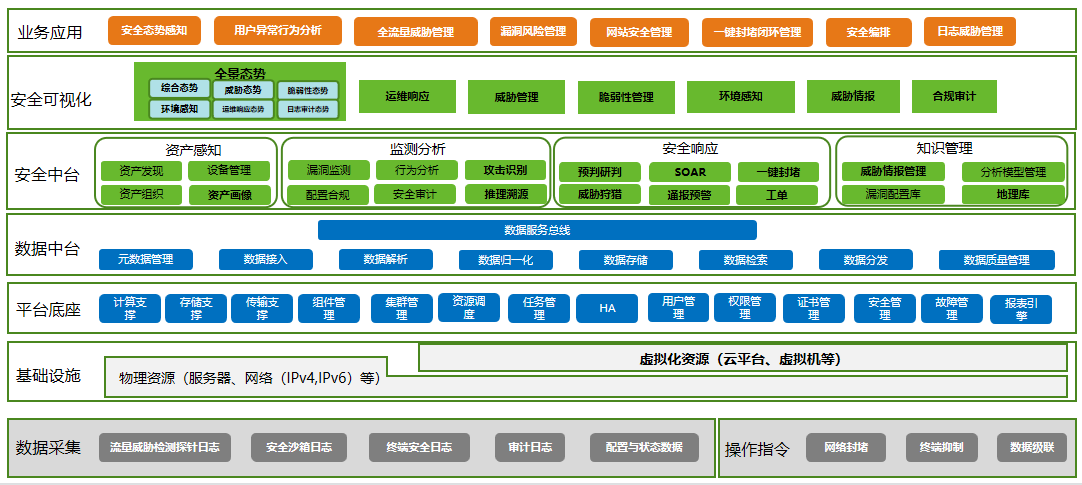 业务应用
安全态势感知
用户异常行为分析
全流量威胁管理
漏洞风险管理
网站安全管理
一键封堵闭环管理
安全编排
日志威胁管理
安全可视化
全景态势
综合态势
威胁态势
脆弱性态势
环境感知
运维响应态势
日志审计态势
运维响应
威胁管理
脆弱性管理
环境感知
威胁情报
合规审计
安全中台
资产感知
资产发现
设备管理
资产组织
资产画像
监测分析
漏洞监测
行为分析
攻击识别
配置合规
安全审计
推理溯源
安全响应
预判研判
SOAR
一键封堵
威胁狩猎
通报预警
工单
知识管理
威胁情报管理
分析模型管理
漏洞配置库
地理库
数据中台
数据服务总线
元数据管理
数据接入
数据解析
数据归一化
数据存储
数据检索
数据分发
数据质量管理
平台底座
计算支
撑
存储支
撑
传输支
撑
组件管
理
集群管
理
资源调
度
任务管
理
HA
用户管
理
权限管
理
证书管
理
安全管
理
故障管
理
报表引
擎
基础设施
物理资源（服务器、网络（IPv4,IPv6）等）
虚拟化资源（云平台、虚拟机等）
数据采集
流量威胁检测探针日志
安全沙箱日志
终端安全日志
审计日志
配置与状态数据
操作指令
网络封堵
终端抑制
数据级联